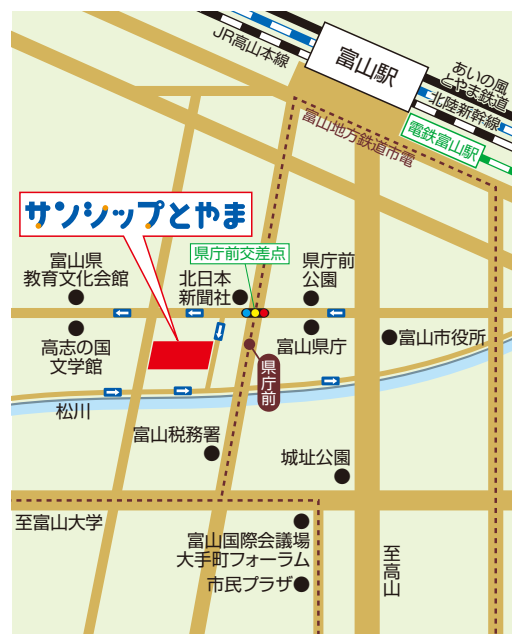 JR高山本線
富山駅
あいの風
とやま鉄道
北陸新幹線
電鉄富山駅
富山地方鉄道市電
サンシップとやま
県庁前交差点
富山県
教育文化会館
北日本
新聞社
県庁前
公園
高志の国
文学館
富山県庁
富山市役所
県庁前
松川
富山税務署
城址公園
至富山大学
富山国際会議場
大手町フォーラム
市民プラザ
至高山